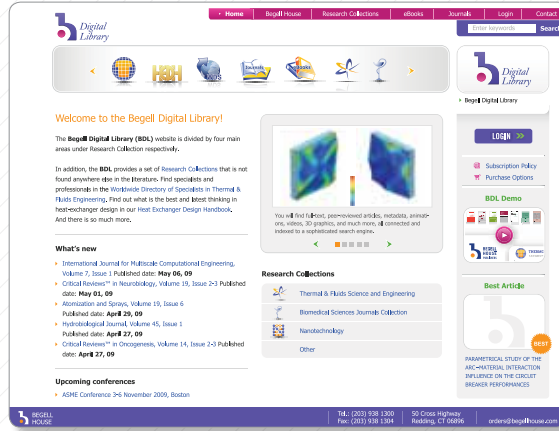 Digital
Library
Home
Begell House
Research Collections
eBooks
Journals
Login
Contact
Enter keywords
Search
HBH
Journals
eBooks
Digital
Library
Begell Digital Library
LOGIN
Subscription Policy
Purchase Options
BDL Demo
BEGELL
HOUSE
THERMAL
Best Article
BEST
PARAMETRICAL STUDY OF THE
ARC–MATERIAL INTERACTION
INFLUENCE ON THE CIRCUIT
BREAKER PERFORMANCES
Welcome to the Begell Digital Library!
The Begell Digital Library (BDL) website is divided by four main
areas under Research Collection respectively.
In addition, the BDL provides a set of Research Collections that is not
found anywhere else in the literature. Find specialists and
professionals in the Worldwide Directory of Specialists in Thermal &
Fluids Engineering. Find out what is the best and latest thinking in
heat-exchanger design in our Heat Exchanger Design Handbook.
And there is so much more.
You will find full-text, peer-reviewed articles, metadata, animati-
ons, videos, 3D graphics, and much more, all connected and
indexed to a sophisticated search engine.
What's new
International Journal for Multiscale Computational Engineering,
Volume 7, Issue 1 Published date: May 06, 09
Critical Reviews™ in Neurobiology, Volume 19, Issue 2-3 Published
date: May 01, 09
Atomization and Sprays, Volume 19, Issue 6
Published date: April 29, 09
Hydrobiological Journal, Volume 45, Issue 1
Published date: April 27, 09
Critical Reviews™ in Oncogenesis, Volume 14, Issue 2-3 Published
date: April 27, 09
Upcoming conferences
ASME Conference 3-6 November 2009, Boston
Research Collections
Thermal & Fluids Science and Engineering
Biomedical Sciences Journals Collection
Nanotechnology
Other
BEGELL
HOUSE
Tel.: (203) 938 1300
Fax: (203) 938 1304
50 Cross Highway
Redding, CT 06896
orders@begellhouse.com